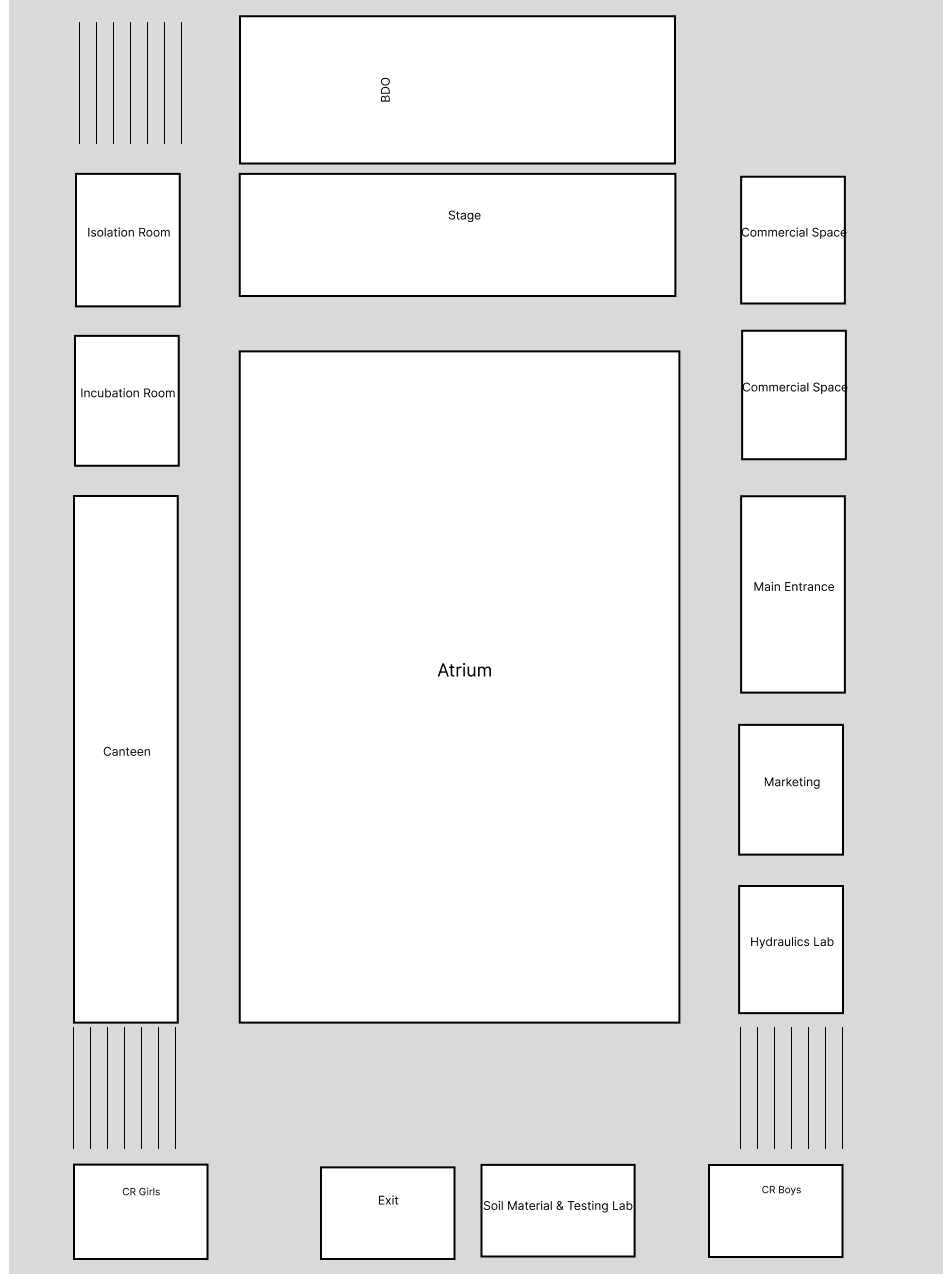 BDO
Stage
Isolation Room
Commercial Space
Incubation Room
Commercial Space
Main Entrance
Atrium
Canteen
Marketing
Hydraulics Lab
CR Girls
Exit
Soil Material & Testing Lab
CR Boys